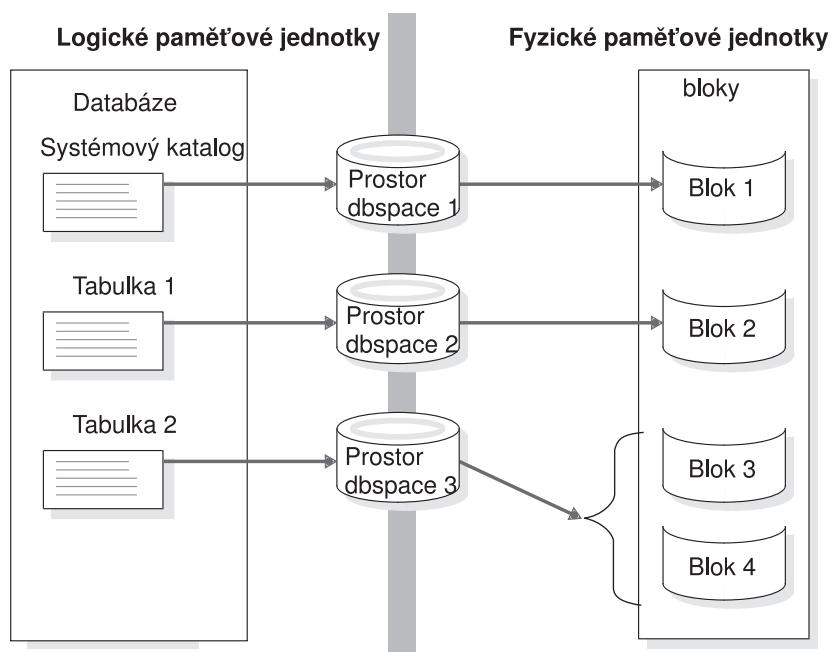 Logické paměťové jednotky
Fyzické paměťové jednotky
Databáze
bloky
Systémový katalog
Prostor
dbspace 1
Blok 1
Tabulka 1
Prostor
dbspace 2
Blok 2
Tabulka 2
Prostor
dbspace 3
Blok 3
Blok 4